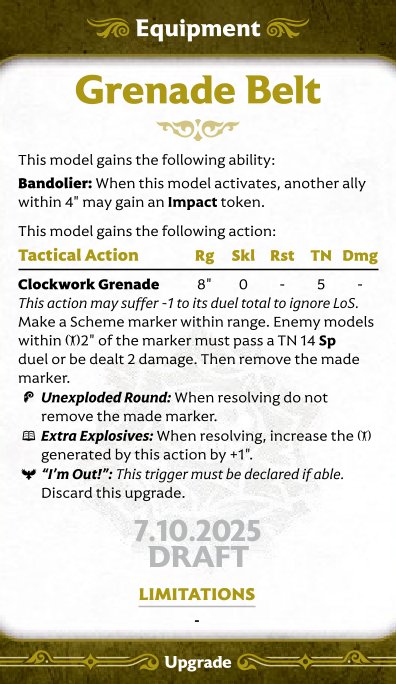 Equipment
Grenade Belt
This model gains the following ability:
Bandolier: When this model activates, another ally
within 4" may gain an Impact token.
This model gains the following action:
Tactical Action Rg Skl Rst TN Dmg
Clockwork Grenade 8" 0 - 5 -
This action may suffer -1 to its duel total to ignore LoS.
Make a Scheme marker within range. Enemy models
within 2" of the marker must pass a TN 14 Sp
duel or be dealt 2 damage. Then remove the made
marker.
Unexploded Round: When resolving do not
remove the made marker.
Extra Explosives: When resolving, increase the
generated by this action by +1".
"I'm Out!": This trigger must be declared if able.
Discard this upgrade.
7.10.2025
DRAFT
LIMITATIONS
-
Upgrade